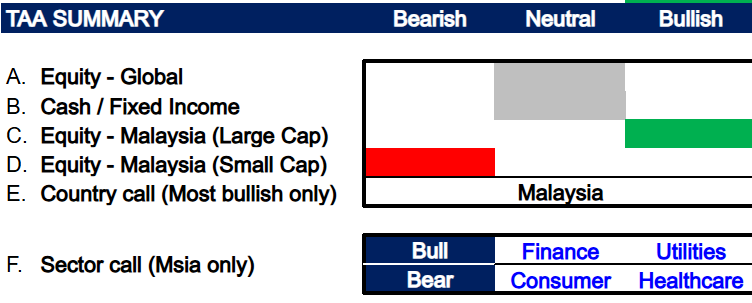 TAA SUMMARY Bearish Neutral Bullish
A. Equity - Global
B. Cash / Fixed Income
C. Equity - Malaysia (Large Cap)
D. Equity - Malaysia (Small Cap)
E. Country call (Most bullish only) Malaysia
F. Sector call (Msia only)
Bull Finance Utilities
Bear Consumer Healthcare